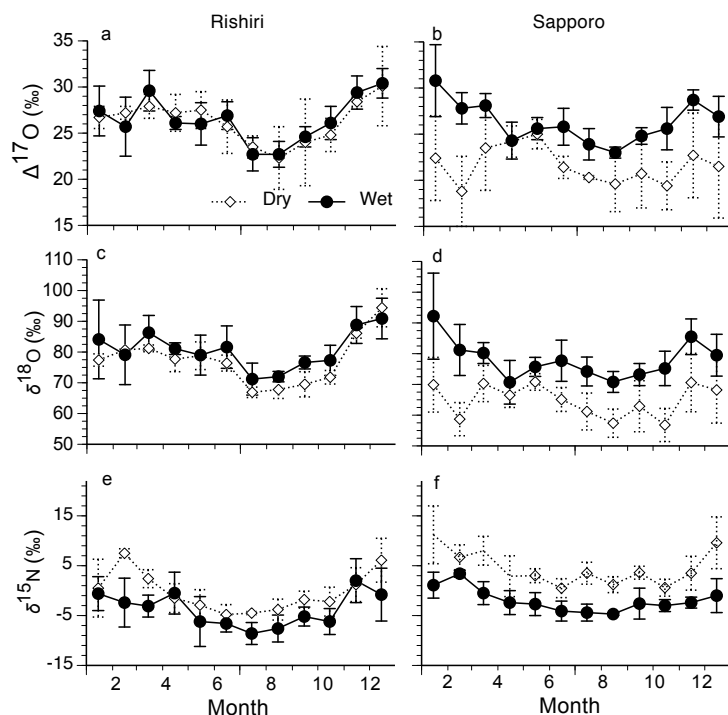 Rishiri
Sapporo
a
b
35
30
25
20
15
Δ¹⁷O (‰)
Dry
Wet
c
d
110
100
90
80
70
60
50
δ¹⁸O (‰)
e
f
15
5
-5
-15
δ¹⁵N (‰)
2 4 6 8 10 12
2 4 6 8 10 12
Month
Month